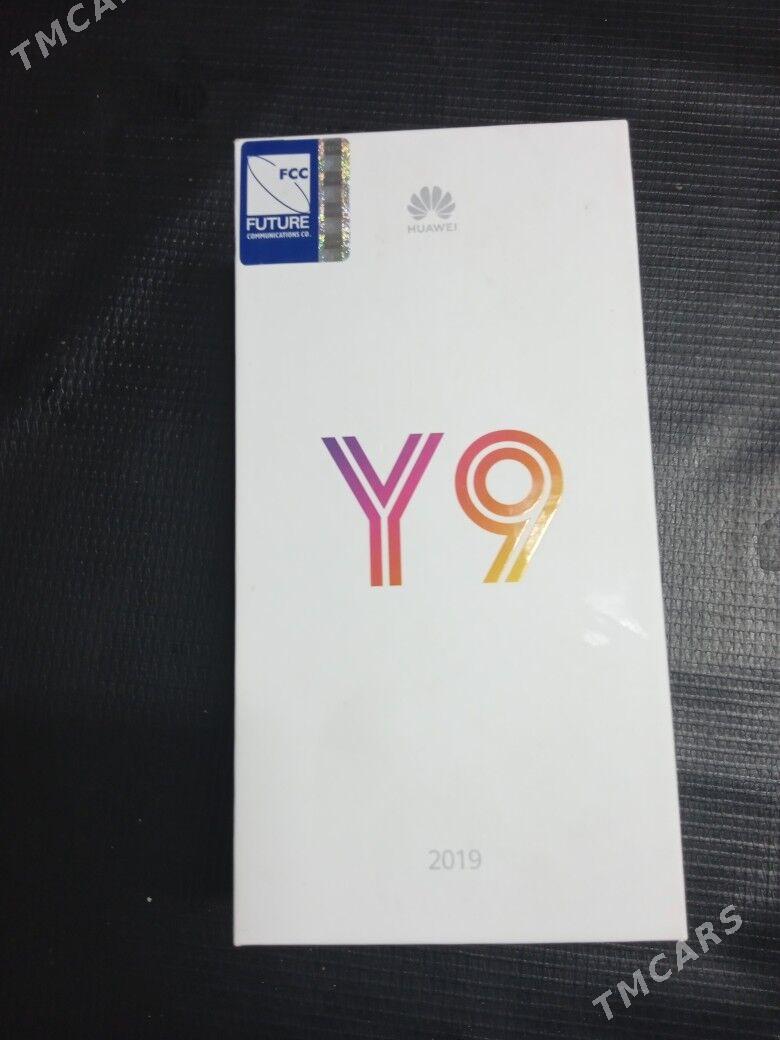 TMCARS
FCC
FUTURE
COMMUNICATIONS CO.
HUAWEI
Y9
2019
TMCARS